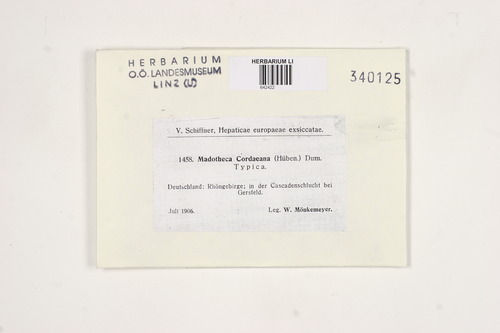 HERBARIUM
O.Ö. LANDESMUSEUM
LINZ (LI)
HERBARIUM LI
642422
340125
V. Schiffner, Hepaticae europaeae exsiccatae.
1458. Madotheca Cordaeana (Hüben.) Dum.
Typica.
Deutschland: Rhöngebirge; in der Cascadenschlucht bei
Gersfeld.
Juli 1906.
Leg. W. Mönkemeyer.